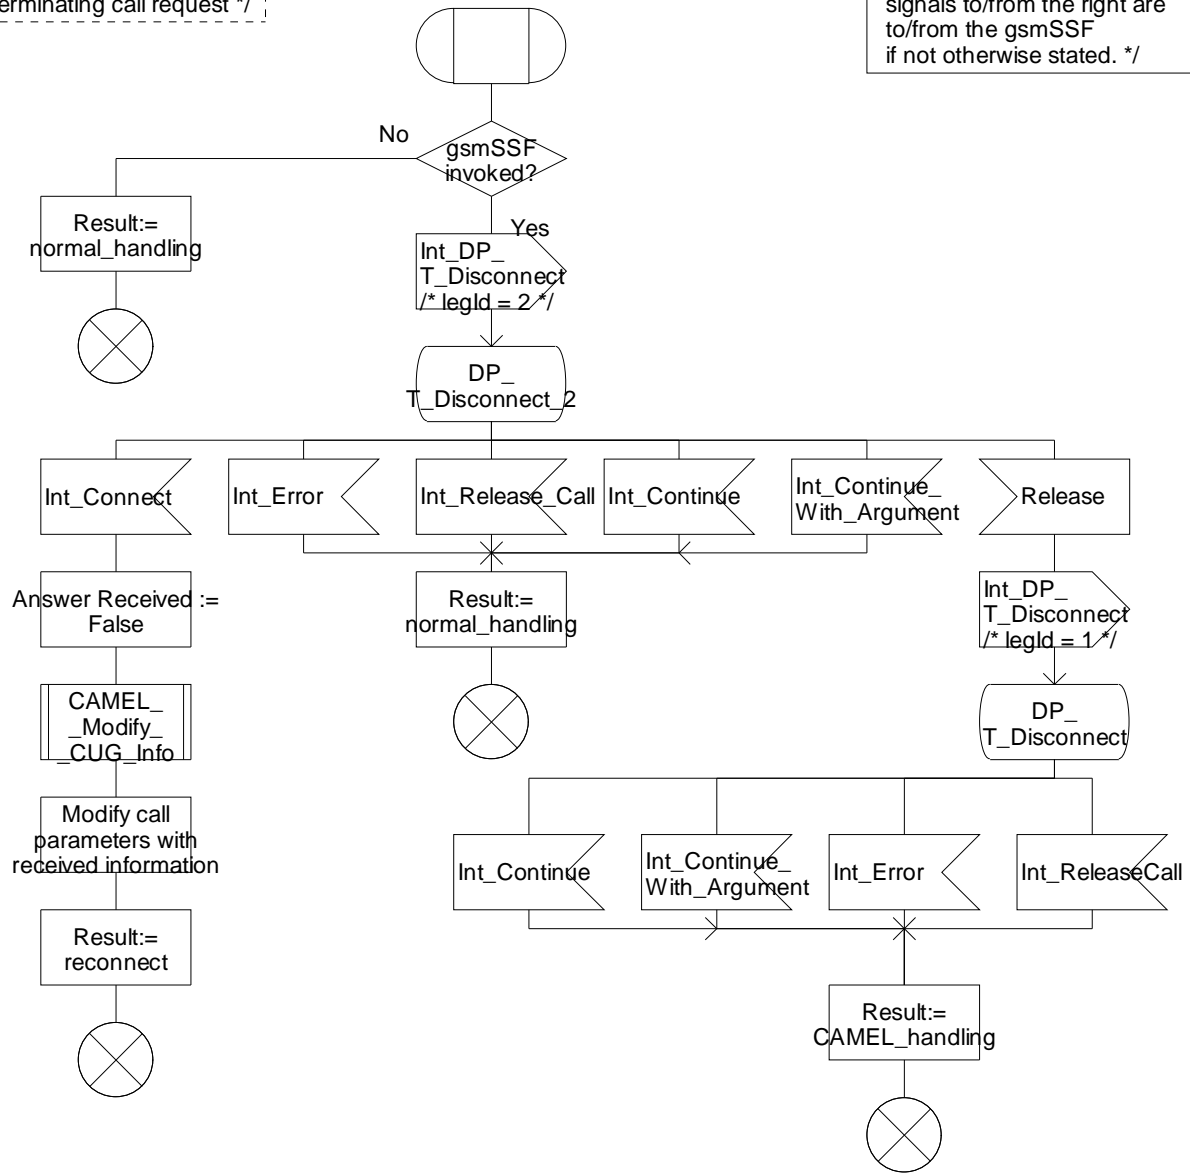 erminating call request */
signals to/from the right are
to/from the gsmSSF
if not otherwise stated. */
No
gsmSSF
invoked?
Result:=
normal_handling
Yes
Int_DP_
T_Disconnect
/* legId = 2 */
DP_
T_Disconnect_2
Int_Connect
Int_Error
Int_Release_Call
Int_Continue
Int_Continue_
With_Argument
Release
Answer Received :=
False
Result:=
normal_handling
Int_DP_
T_Disconnect
/* legId = 1 */
CAMEL_
_Modify_
_CUG_Info
DP_
T_Disconnect
Modify call
parameters with
received information
Int_Continue
Int_Continue_
With_Argument
Int_Error
Int_ReleaseCall
Result:=
reconnect
Result:=
CAMEL_handling